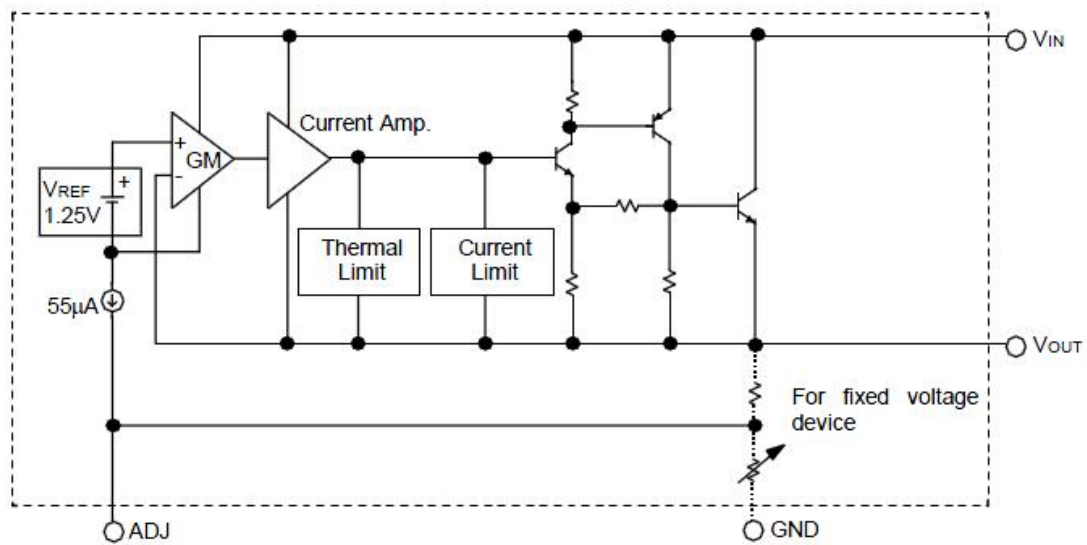 VIN
Current Amp.
+
GM
-
+
VREF
1.25V
Thermal
Limit
Current
Limit
55μA
VOUT
For fixed voltage
device
ADJ
GND